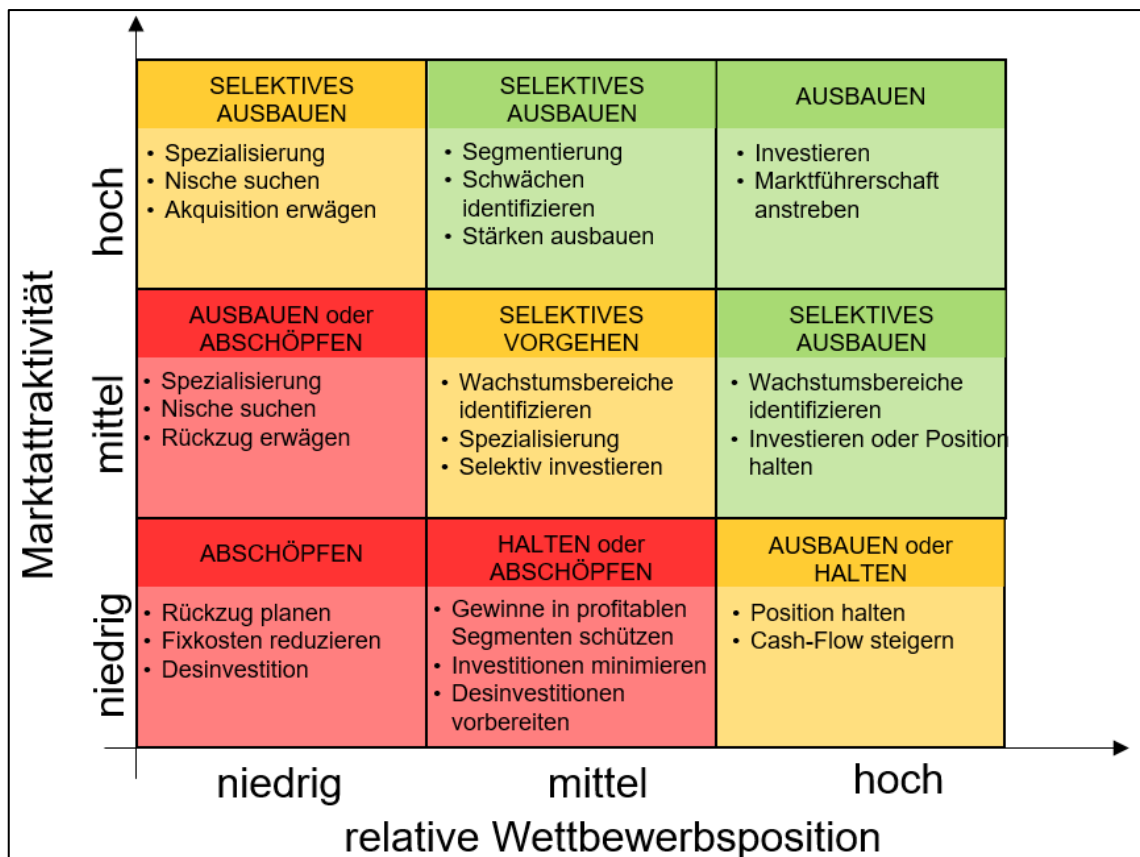 SELEKTIVES
AUSBAUEN
• Spezialisierung
• Nische suchen
• Akquisition erwägen
SELEKTIVES
AUSBAUEN
• Segmentierung
• Schwächen
identifizieren
• Stärken ausbauen
AUSBAUEN
• Investieren
• Marktführerschaft
anstreben
AUSBAUEN oder
ABSCHÖPFEN
• Spezialisierung
• Nische suchen
• Rückzug erwägen
SELEKTIVES
VORGEHEN
• Wachstumsbereiche
identifizieren
• Spezialisierung
• Selektiv investieren
SELEKTIVES
AUSBAUEN
• Wachstumsbereiche
identifizieren
• Investieren oder Position
halten
ABSCHÖPFEN
• Rückzug planen
• Fixkosten reduzieren
• Desinvestition
HALTEN oder
ABSCHÖPFEN
• Gewinne in profitablen
Segmenten schützen
• Investitionen minimieren
• Desinvestitionen
vorbereiten
AUSBAUEN oder
HALTEN
• Position halten
• Cash-Flow steigern
Marktattraktivität
hoch
mittel
niedrig
niedrig
mittel
hoch
relative Wettbewerbsposition